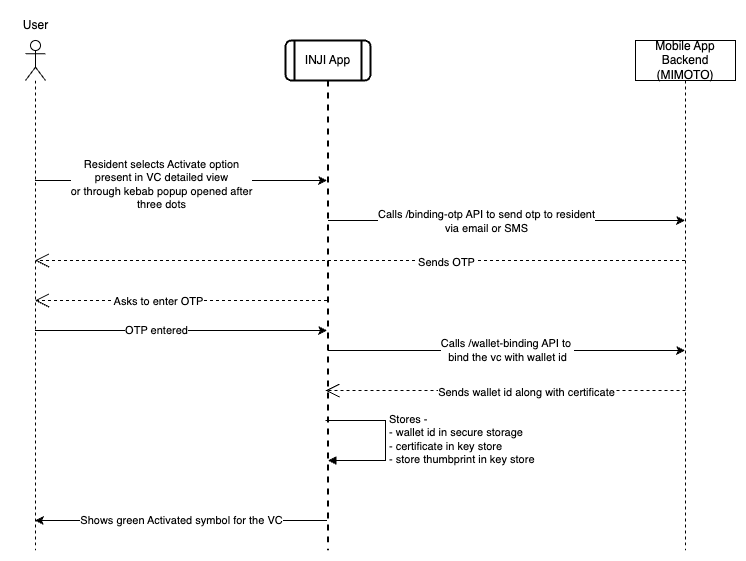 User
INJI App
Mobile App
Backend
(MIMOTO)
Resident selects Activate option
present in VC detailed view
or through kebab popup opened after
three dots
Calls /binding-otp API to send otp to resident
via email or SMS
Sends OTP
Asks to enter OTP
OTP entered
Calls /wallet-binding API to
bind the vc with wallet id
Sends wallet id along with certificate
Stores -
- wallet id in secure storage
- certificate in key store
- store thumbprint in key store
Shows green Activated symbol for the VC